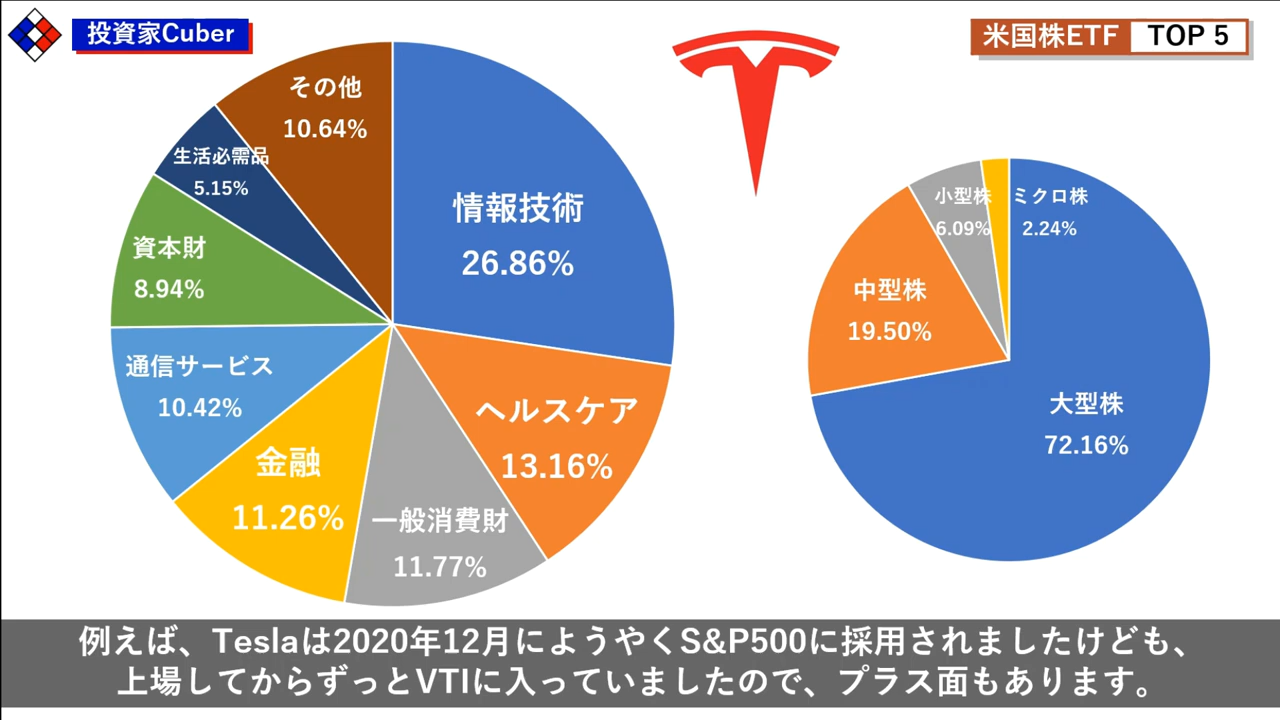 投資家Cuber
米国株ETF TOP 5
その他
10.64%
生活必需品
5.15%
資本財
8.94%
通信サービス
10.42%
金融
11.26%
一般消費財
11.77%
ヘルスケア
13.16%
情報技術
26.86%
小型株
6.09%
ミクロ株
2.24%
中型株
19.50%
大型株
72.16%
例えば、Teslaは2020年12月にようやくS&P500に採用されましたけども、
上場してからずっとVTIに入っていましたので、プラス面もあります。